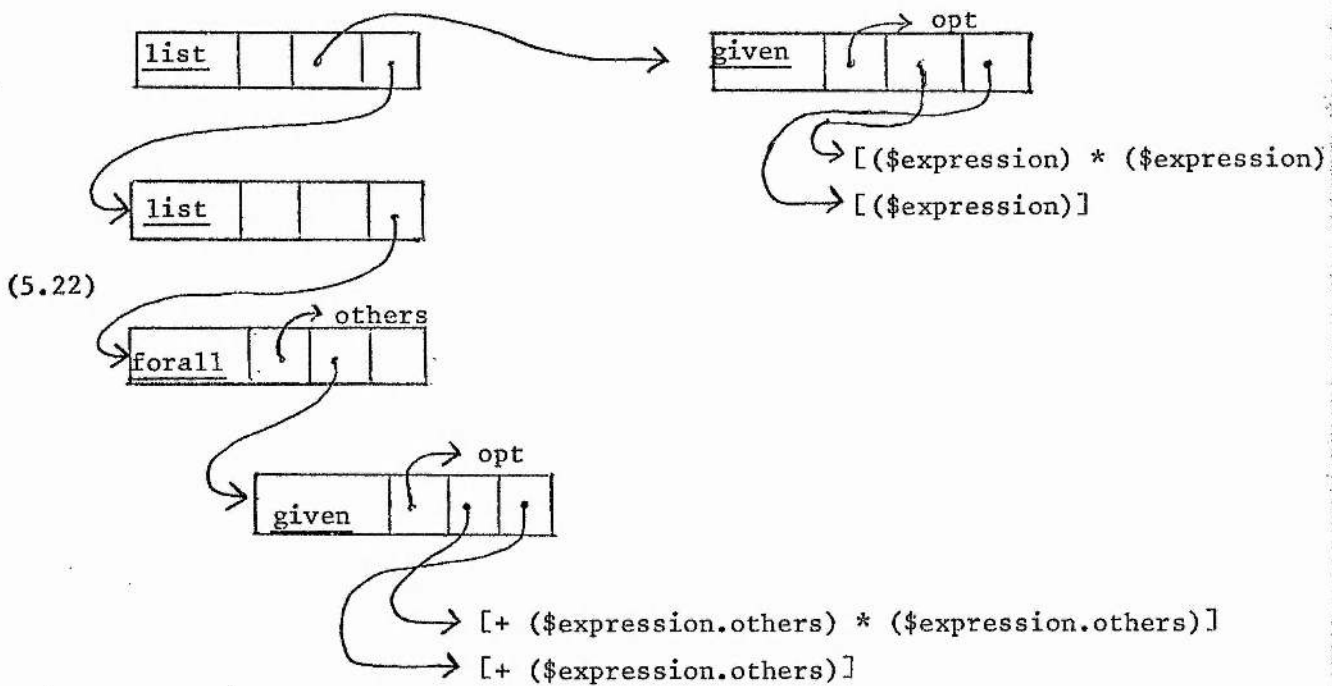 opt
list
given
[($expression) * ($expression)
[($expression)]
list
(5.22)
others
forall
opt
given
[+ ($expression.others) * ($expression.others)]
[+ ($expression.others)]